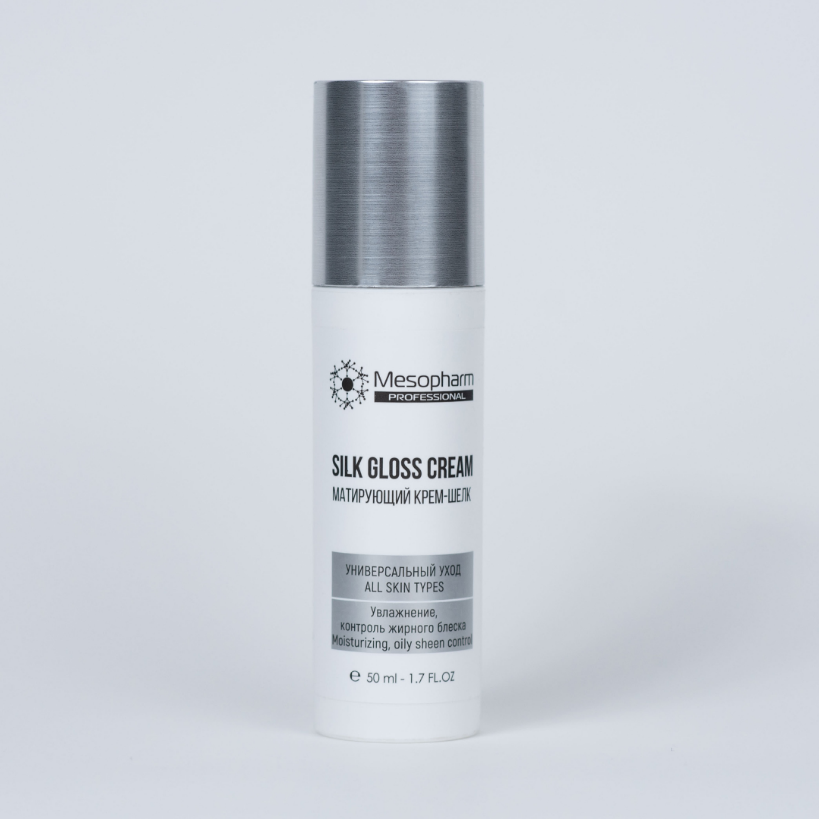 Mesopharm
PROFESSIONAL
SILK GLOSS CREAM
МАТИРУЮЩИЙ КРЕМ-ШЕЛК
УНИВЕРСАЛЬНЫЙ УХОД
ALL SKIN TYPES
Увлажнение,
контроль жирного блеска
Moisturizing, oily sheen control
℮ 50 ml - 1.7 FL.OZ